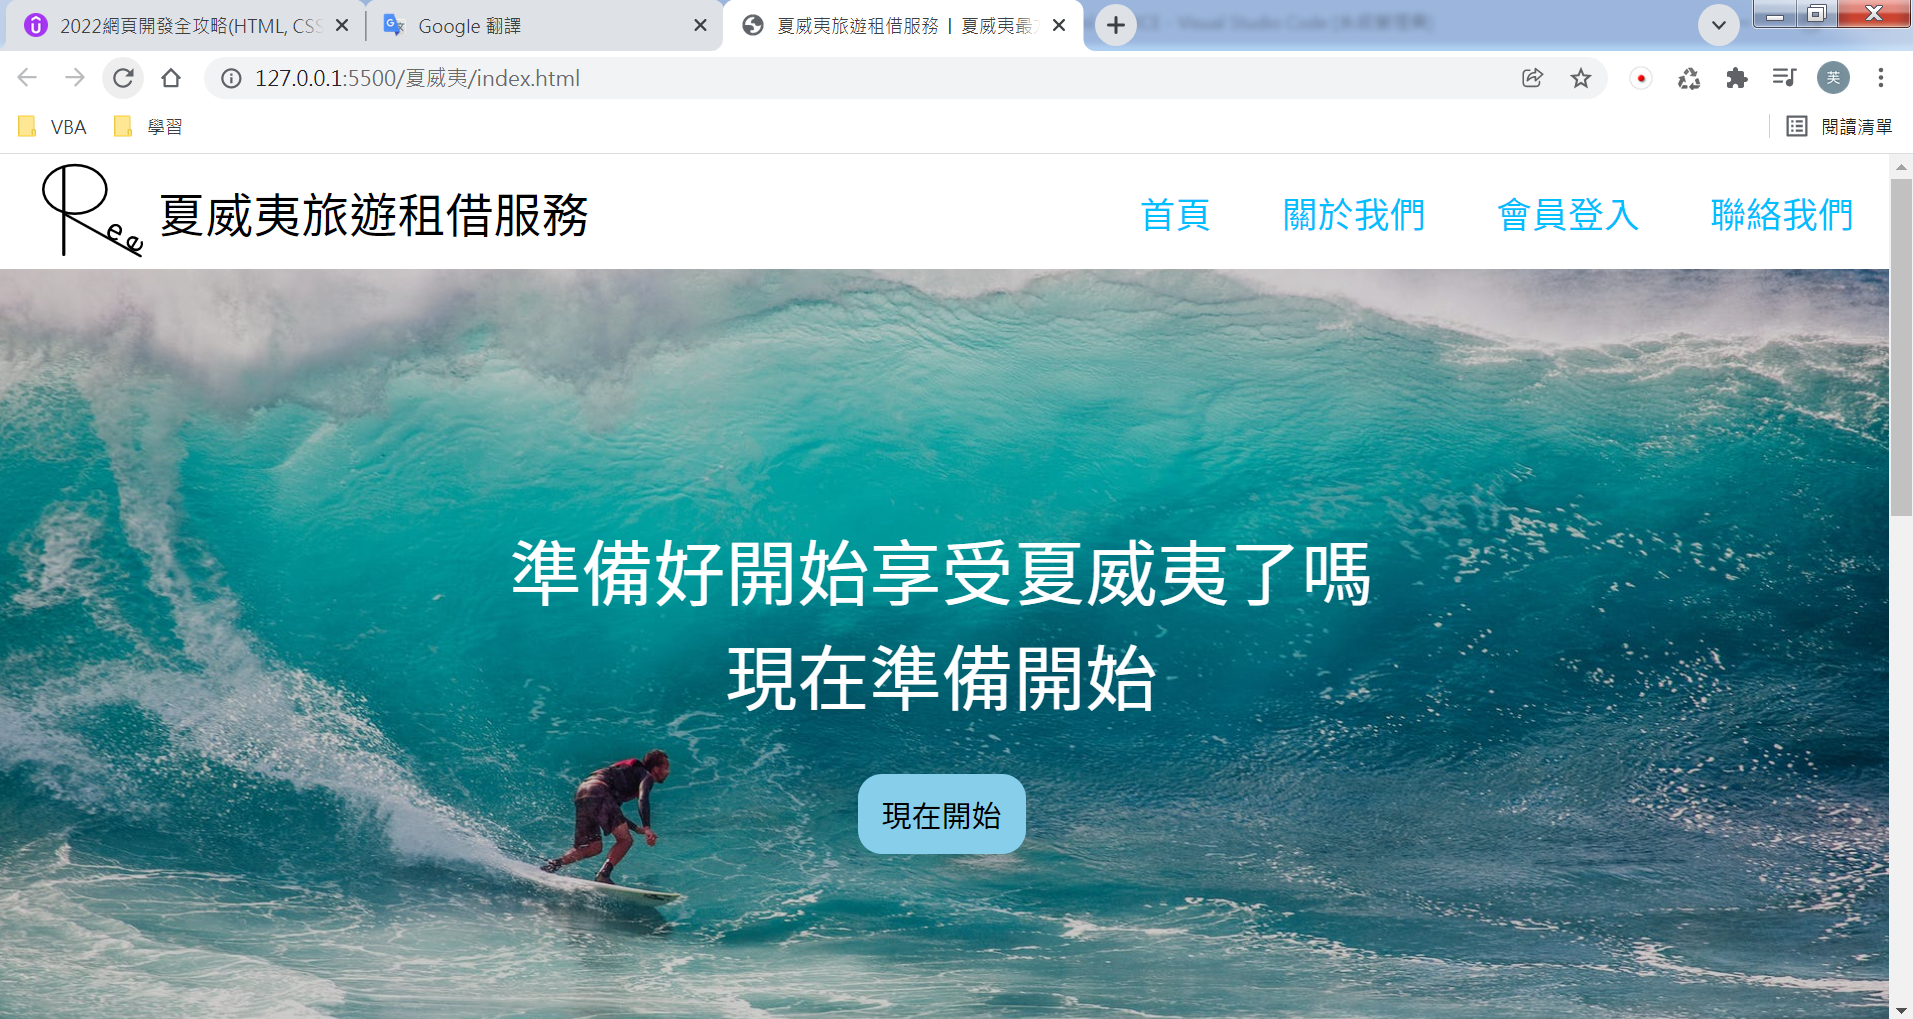 2022網頁開發全攻略(HTML, CSS
Google 翻譯
夏威夷旅遊租借服務 | 夏威夷最
127.0.0.1:5500/夏威夷/index.html
芙
VBA
學習
閱讀清單
Ree
夏威夷旅遊租借服務
首頁
關於我們
會員登入
聯絡我們
準備好開始享受夏威夷了嗎
現在準備開始
現在開始